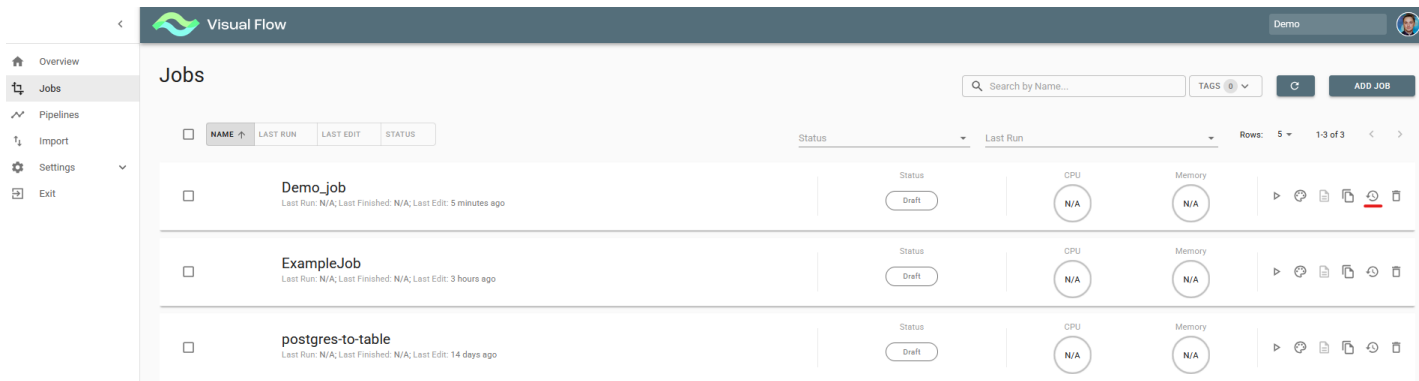 Visual Flow
Demo
Overview
Jobs
Pipelines
Import
Settings
Exit
Jobs
Search by Name...
TAGS 0
ADD JOB
NAME LAST RUN LAST EDIT STATUS
Status
Last Run
Rows: 5 1-3 of 3
Demo_job
Last Run: N/A; Last Finished: N/A; Last Edit: 5 minutes ago
Status
Draft
CPU
N/A
Memory
N/A
ExampleJob
Last Run: N/A; Last Finished: N/A; Last Edit: 3 hours ago
Status
Draft
CPU
N/A
Memory
N/A
postgres-to-table
Last Run: N/A; Last Finished: N/A; Last Edit: 14 days ago
Status
Draft
CPU
N/A
Memory
N/A